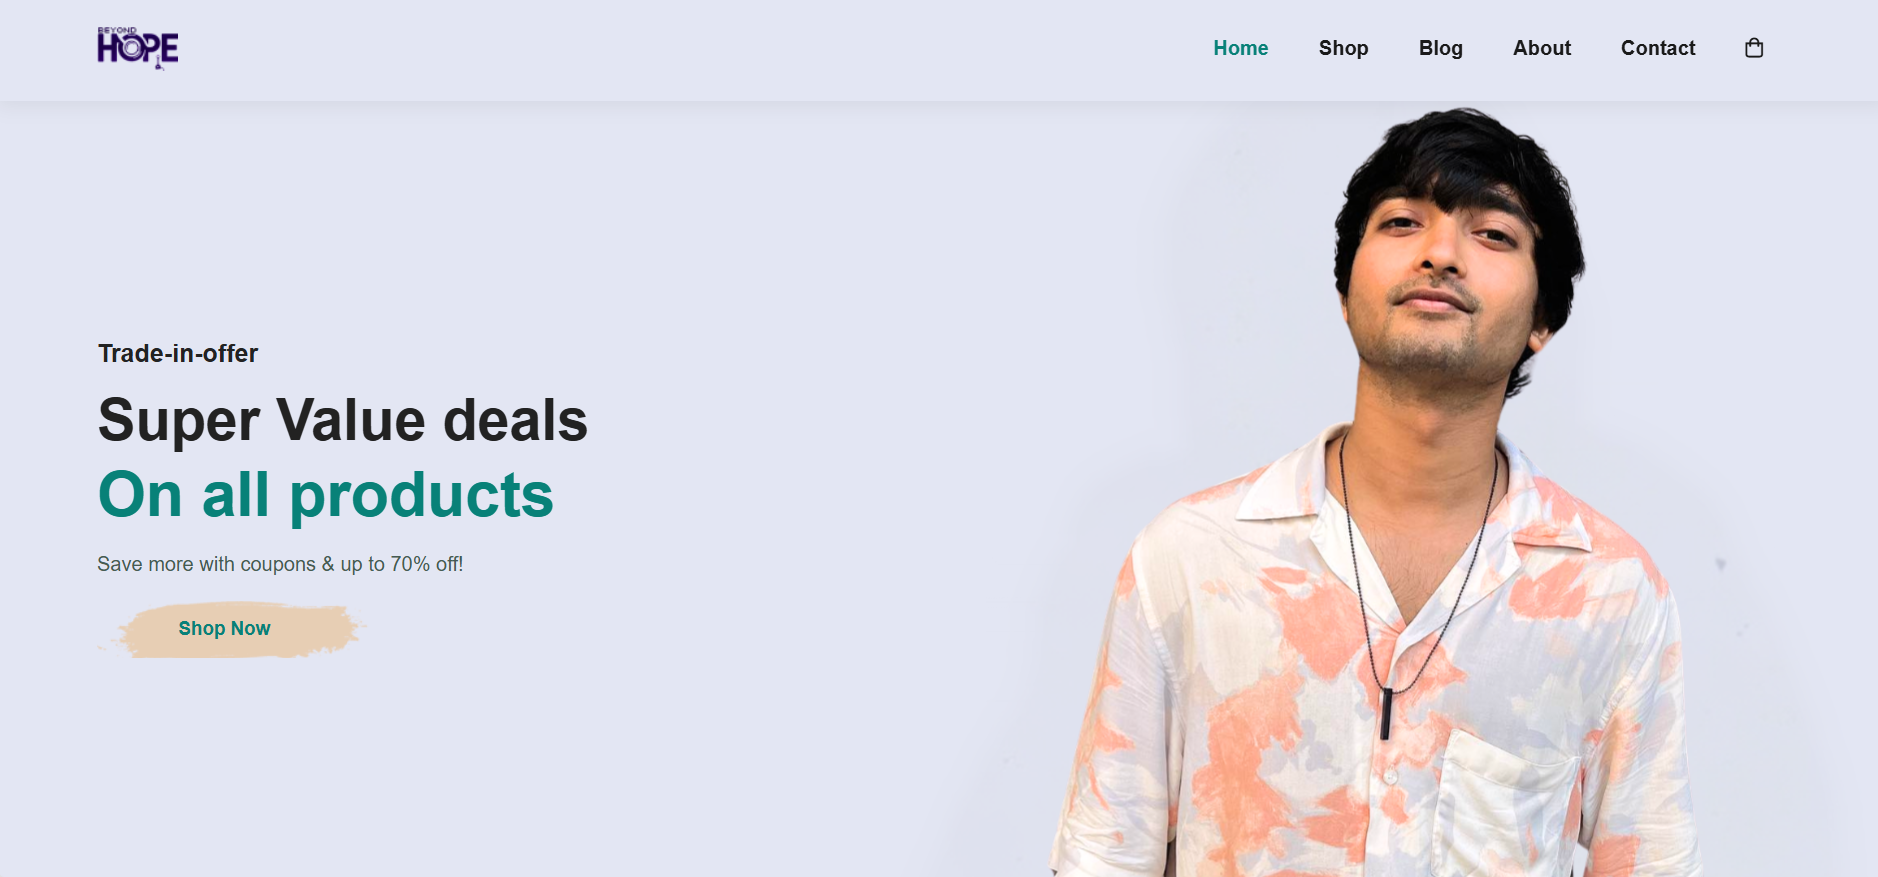 BEYOND
HOPE
Home Shop Blog About Contact
Trade-in-offer
Super Value deals
On all products
Save more with coupons & up to 70% off!
Shop Now